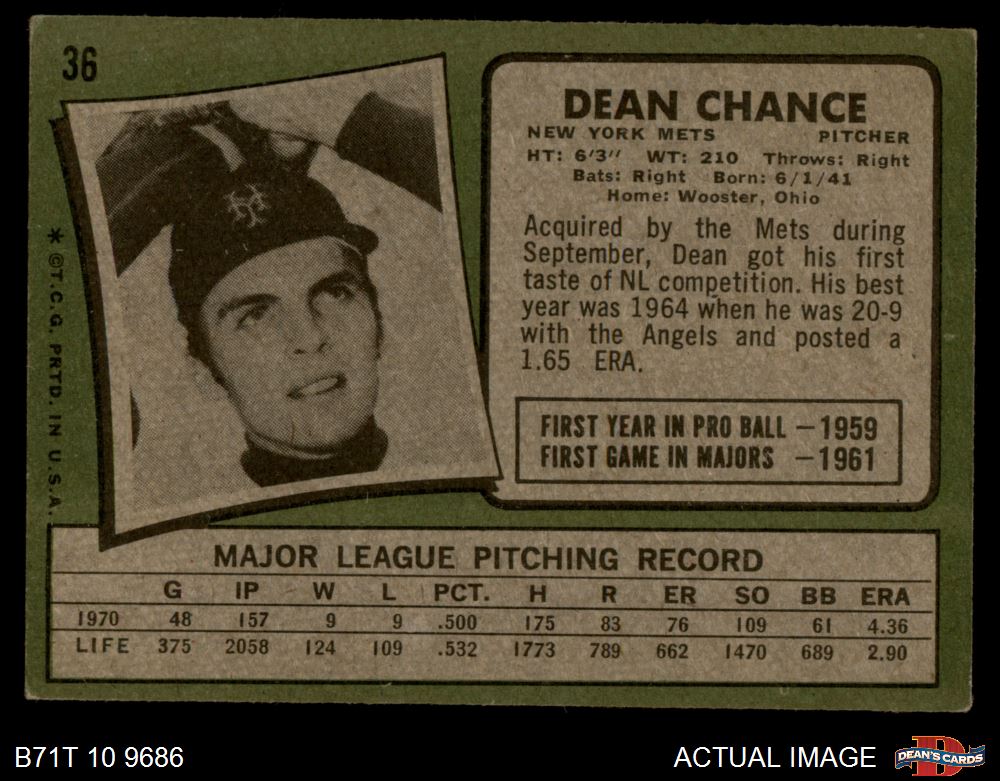 36
DEAN CHANCE
NEW YORK METS PITCHER
HT: 6'3" WT: 210 Throws: Right
Bats: Right Born: 6/1/41
Home: Wooster, Ohio
Acquired by the Mets during
September, Dean got his first
taste of NL competition. His best
year was 1964 when he was 20-9
with the Angels and posted a
1.65 ERA.
FIRST YEAR IN PRO BALL — 1959
FIRST GAME IN MAJORS — 1961
* © T.C.G. PRTD. IN U.S.A.
MAJOR LEAGUE PITCHING RECORD
G IP W L PCT. H R ER SO BB ERA
1970 48 157 9 9 .500 175 83 76 109 61 4.36
LIFE 375 2058 124 109 .532 1773 789 662 1470 689 2.90
B71T 10 9686
ACTUAL IMAGE
D
DEAN'S CARDS